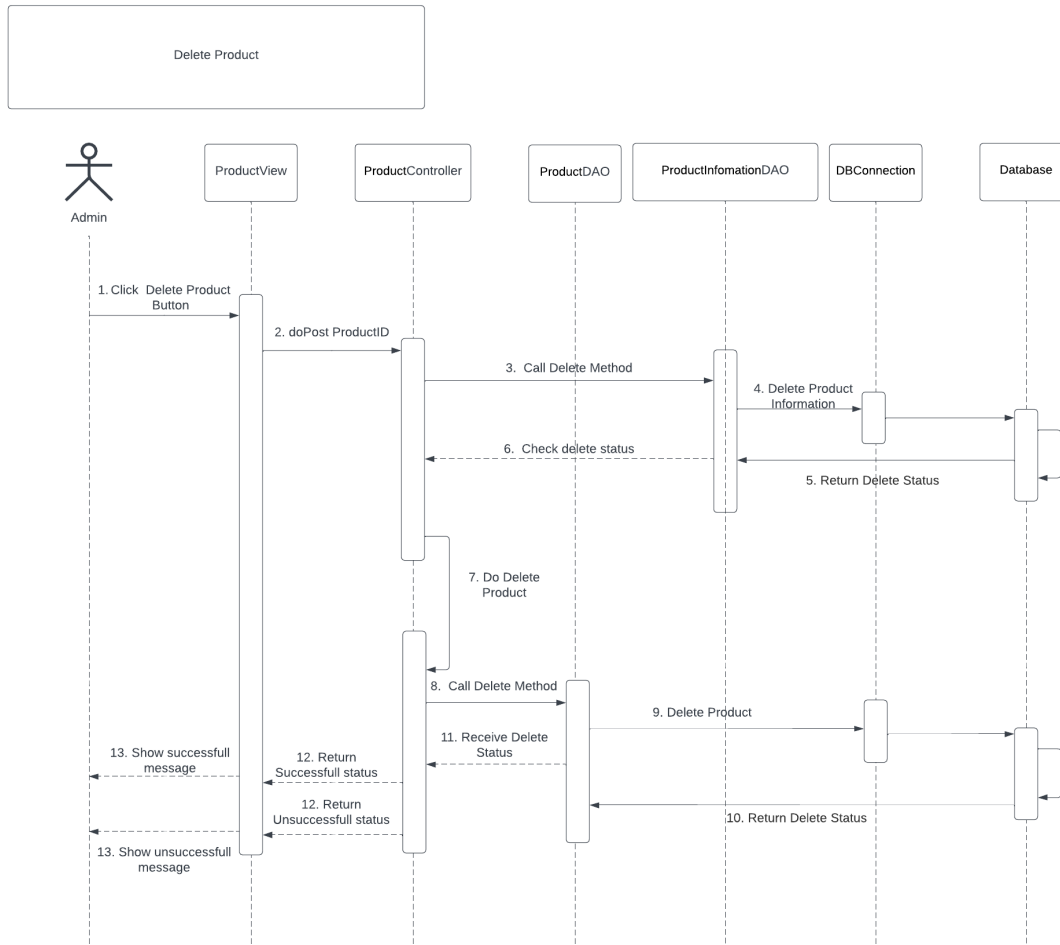 Delete Product
Admin
ProductView
ProductController
ProductDAO
ProductInfomationDAO
DBConnection
Database
1. Click Delete Product
Button
2. doPost ProductID
3. Call Delete Method
4. Delete Product
Information
6. Check delete status
5. Return Delete Status
7. Do Delete
Product
8. Call Delete Method
9. Delete Product
11. Receive Delete
Status
13. Show successfull
message
12. Return
Successfull status
12. Return
Unsuccessfull status
10. Return Delete Status
13. Show unsuccessfull
message